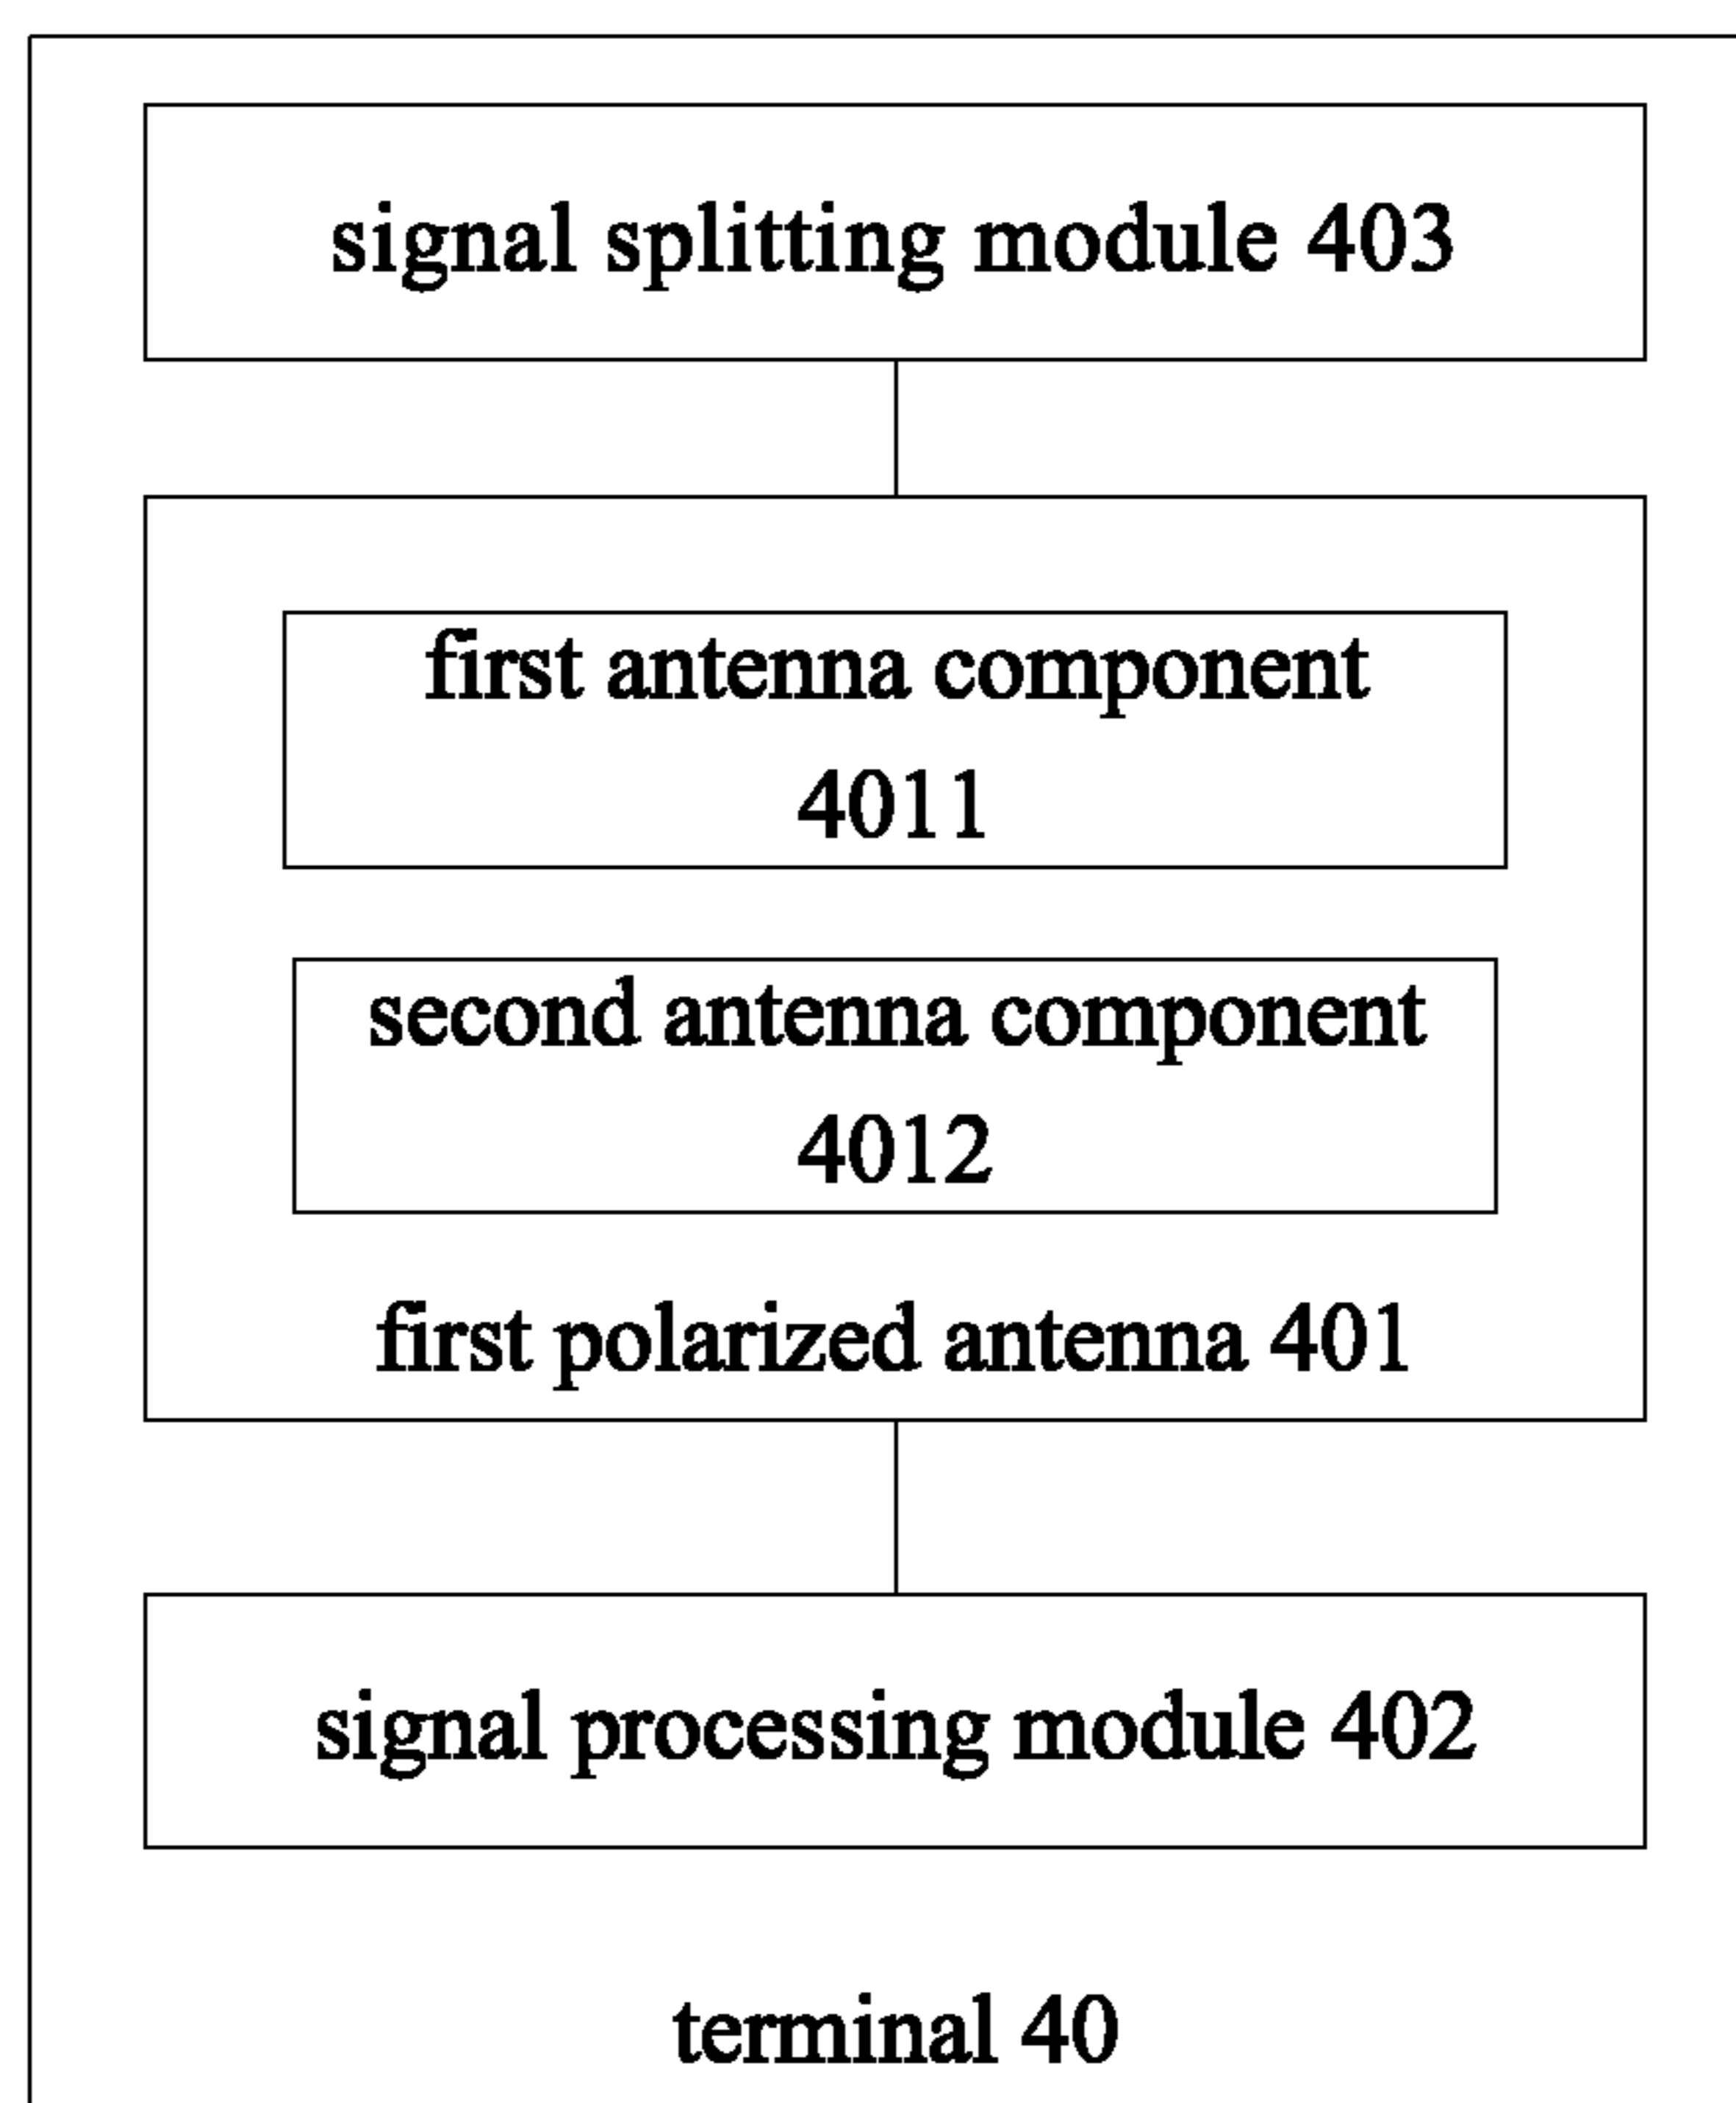 signal splitting module 403
first antenna component
4011
second antenna component
4012
first polarized antenna 401
signal processing module 402
terminal 40